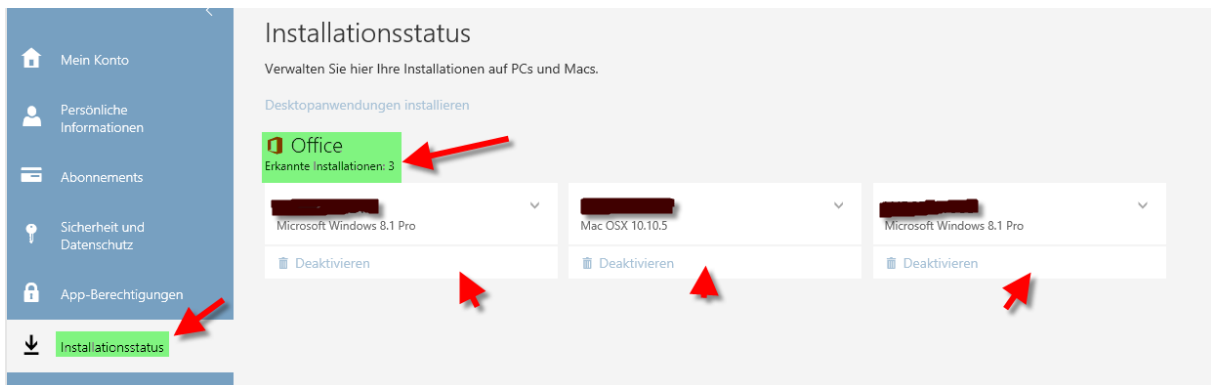 Mein Konto
Persönliche
Informationen
Abonnements
Sicherheit und
Datenschutz
App-Berechtigungen
Installationsstatus
Installationsstatus
Verwalten Sie hier Ihre Installationen auf PCs und Macs.
Desktopanwendungen installieren
Office
Erkannte Installationen: 3
Microsoft Windows 8.1 Pro
Deaktivieren
Mac OSX 10.10.5
Deaktivieren
Microsoft Windows 8.1 Pro
Deaktivieren